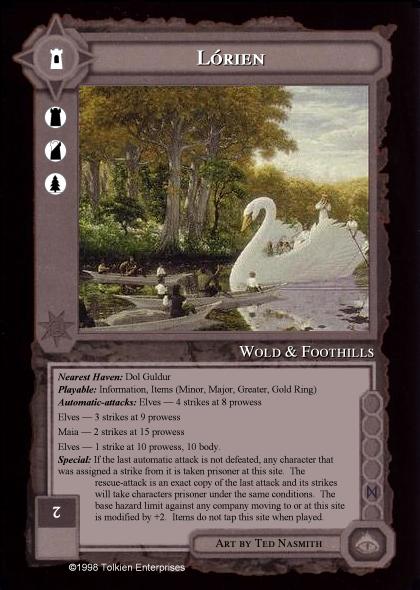 LÓRIEN
WOLD & FOOTHILLS
Nearest Haven: Dol Guldur
Playable: Information, Items (Minor, Major, Greater, Gold Ring)
Automatic-attacks: Elves — 4 strikes at 8 prowess
Elves — 3 strikes at 9 prowess
Maia — 2 strikes at 15 prowess
Elves — 1 strike at 10 prowess, 10 body.
Special: If the last automatic attack is not defeated, any character that
was assigned a strike from it is taken prisoner at this site. The
rescue-attack is an exact copy of the last attack and its strikes
will take characters prisoner under the same conditions. The
base hazard limit against any company moving to or at this site
is modified by +2. Items do not tap this site when played.
2
ART BY TED NASMITH
©1998 Tolkien Enterprises